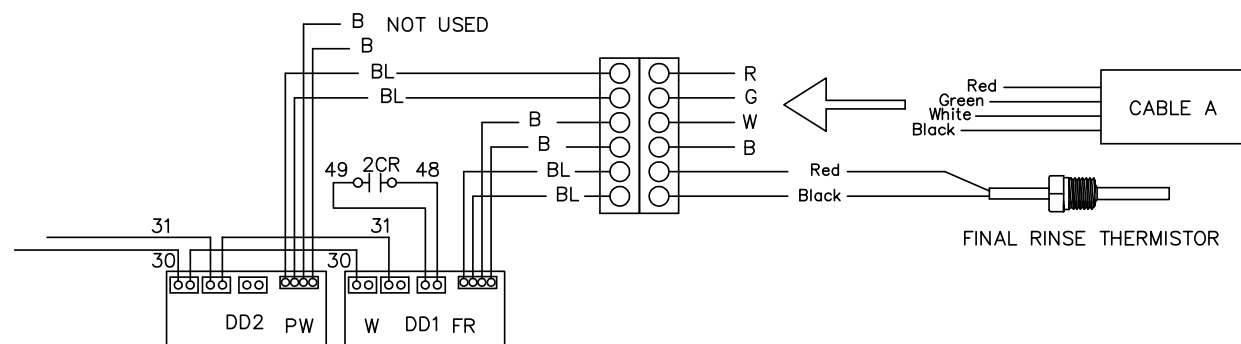 B NOT USED
B
BL
BL
B
B
BL
BL
R
G
W
B
Red
Black
Red
Green
White
Black
CABLE A
FINAL RINSE THERMISTOR
49 2CR 48
31
31
30
30
DD2 PW
W DD1 FR